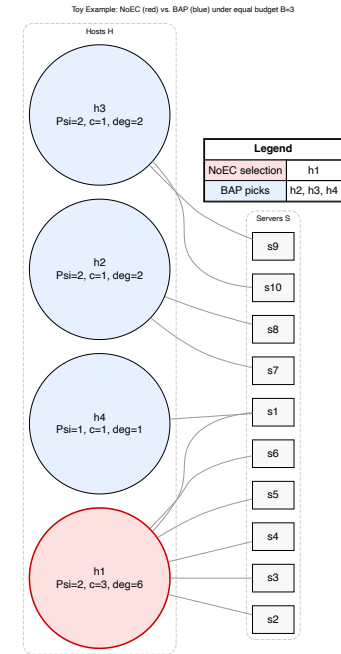 Toy Example: NoEC (red) vs. BAP (blue) under equal budget B=3
Hosts H
h3
Psi=2, c=1, deg=2
Legend
NoEC selection h1
BAP picks h2, h3, h4
Servers S
s9
h2
Psi=2, c=1, deg=2
s10
s8
s7
h4
Psi=1, c=1, deg=1
s1
s6
s5
s4
h1
Psi=2, c=3, deg=6
s3
s2